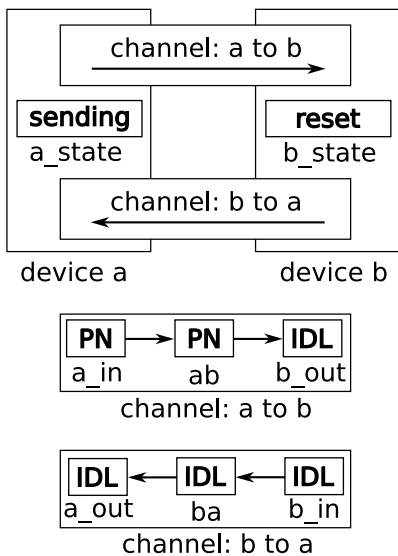 channel: a to b
sending reset
a_state b_state
channel: b to a
device a device b
PN PN IDL
a_in ab b_out
channel: a to b
IDL IDL IDL
a_out ba b_in
channel: b to a